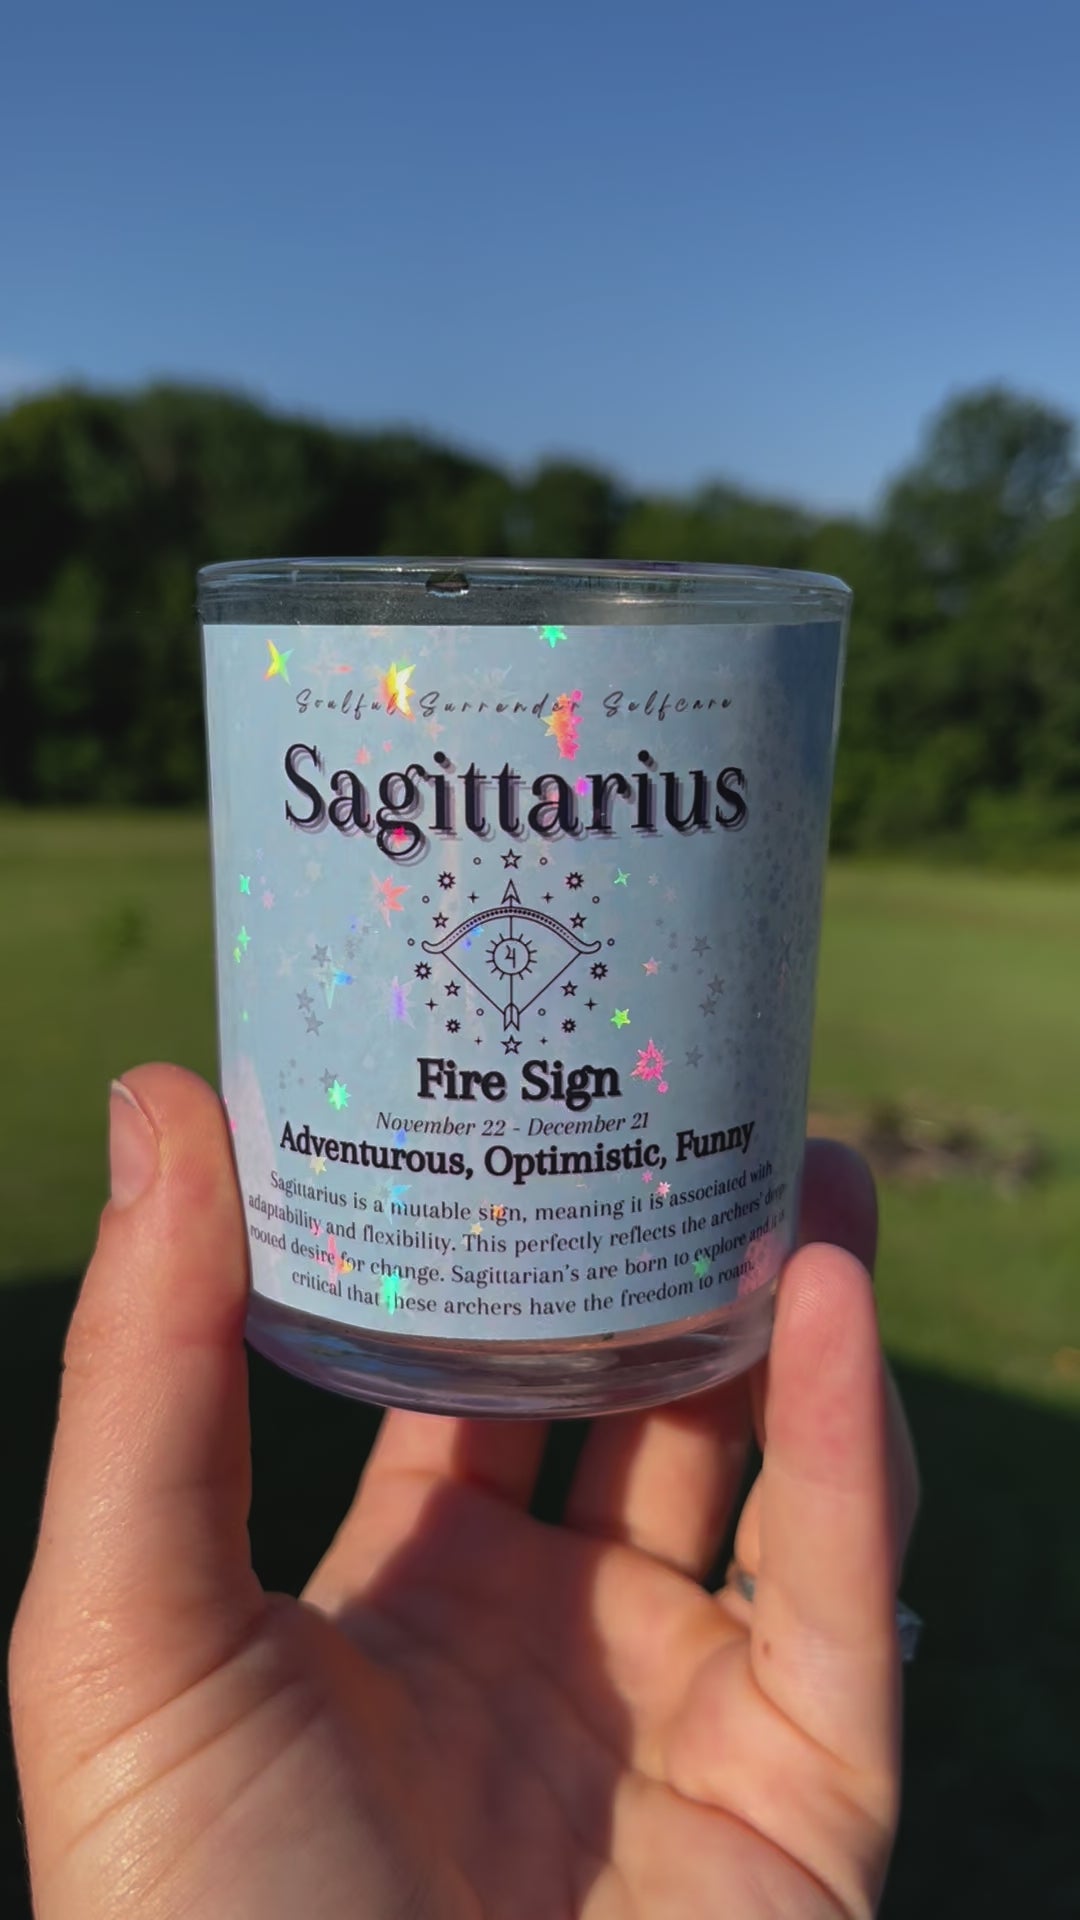 Soulful Surrender Selfcare
Sagittarius
Fire Sign
November 22 - December 21
Adventurous, Optimistic, Funny
Sagittarius is a mutable sign, meaning it is associated with
adaptability and flexibility. This perfectly reflects the archers' deep-
rooted desire for change. Sagittarian's are born to explore and it is
critical that these archers have the freedom to roam.